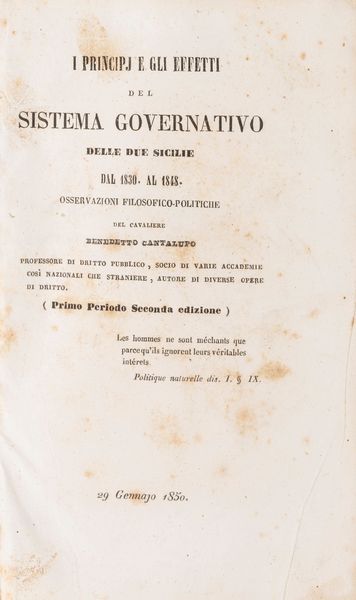 I PRINCIPJ E GLI EFFETTI
DEL
SISTEMA GOVERNATIVO
DELLE DUE SICILIE
DAL 1830. AL 1848.
OSSERVAZIONI FILOSOFICO-POLITICHE
DEL CAVALIERE
BENEDETTO CANTALUPO
PROFESSORE DI DRITTO PUBBLICO, SOCIO DI VARIE ACCADEMIE
COSÌ NAZIONALI CHE STRANIERE, AUTORE DI DIVERSE OPERE
DI DRITTO.
( Primo Periodo Seconda edizione )
Les hommes ne sont méchants que
parcequ'ils ignorent leurs véritables
intérets
Politique naturelle dis. I. § IX.
29 Gennajo 1850.